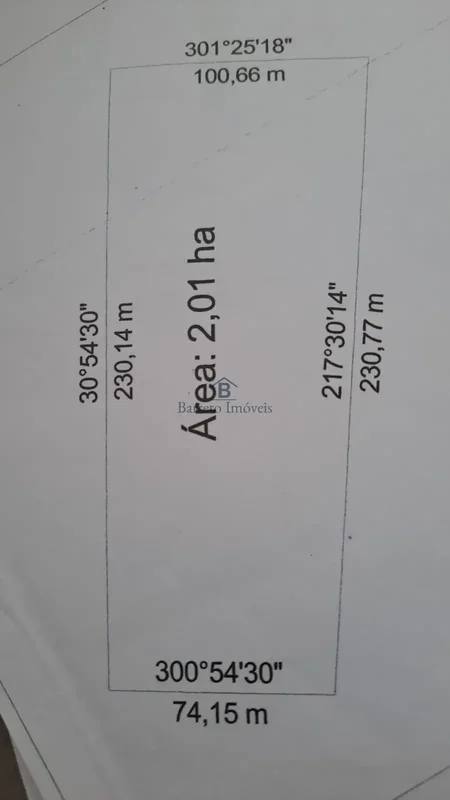 301°25'18"
100,66 m
30°54'30"
230,14 m
Área: 2,01 ha
217°30'14"
230,77 m
B
Barreto Imóveis
300°54'30"
74,15 m